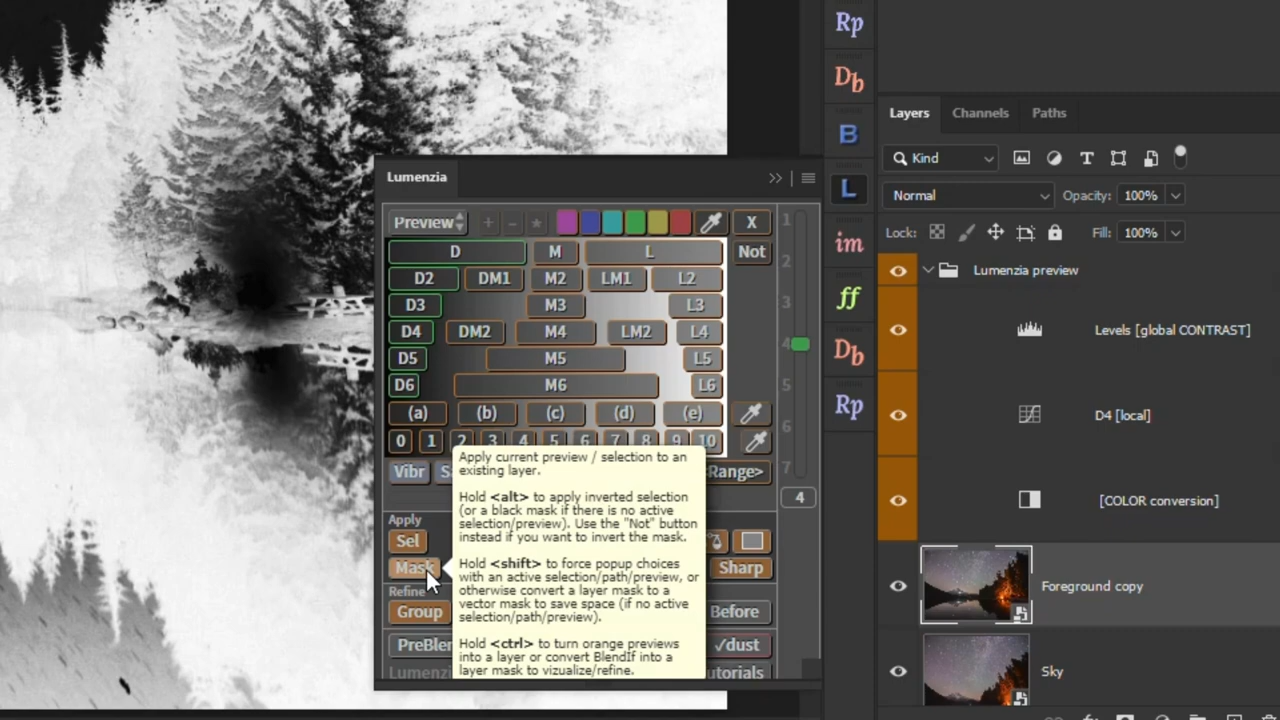 Rp
Db
B
L
im
ff
Db
Rp
Lumenzia
Preview
+ - *
X
D M L Not
D2 DM1 M2 LM1 L2
D3 M3 L3
D4 DM2 M4 LM2 L4
D5 M5 L5
D6 M6 L6
(a) (b) (c) (d) (e)
0 1 2 3 4 5 6 7 8 9 10
Vibr
Range>
1
2
3
4
5
6
7
4
Apply
Sel
Mask
Sharp
Refine
Group
Before
PreBlen
√dust
Lumenzi
utorials
Apply current preview / selection to an
existing layer.
Hold <alt> to apply inverted selection
(or a black mask if there is no active
selection/preview). Use the "Not" button
instead if you want to invert the mask.
Hold <shift> to force popup choices
with an active selection/path/preview, or
otherwise convert a layer mask to a
vector mask to save space (if no active
selection/path/preview).
Hold <ctrl> to turn orange previews
into a layer or convert BlendIf into a
layer mask to vizualize/refine.
Layers Channels Paths
Kind
Normal Opacity: 100%
Lock: Fill: 100%
Lumenzia preview
Levels [global CONTRAST]
D4 [local]
[COLOR conversion]
Foreground copy
Sky